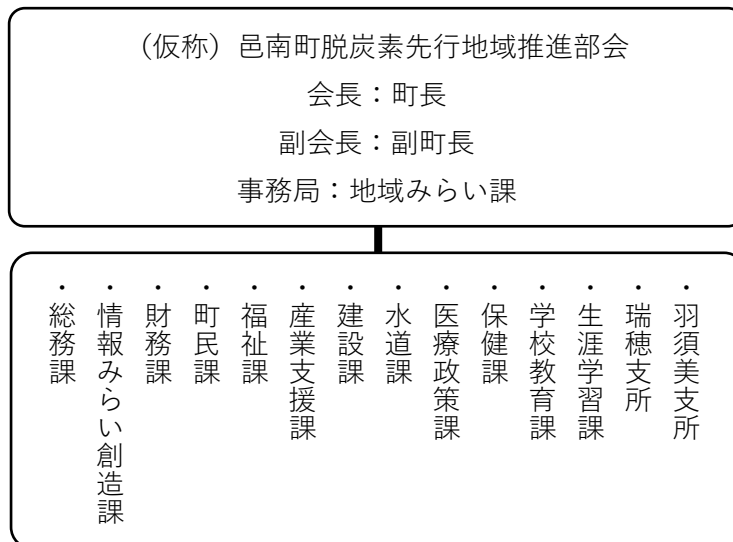 （仮称）邑南町脱炭素先行地域推進部会
会長：町長
副会長：副町長
事務局：地域みらい課
・総務課
・情報みらい創造課
・財務課
・町民課
・福祉課
・産業支援課
・建設課
・水道課
・医療政策課
・保健課
・学校教育課
・生涯学習課
・瑞穂支所
・羽須美支所